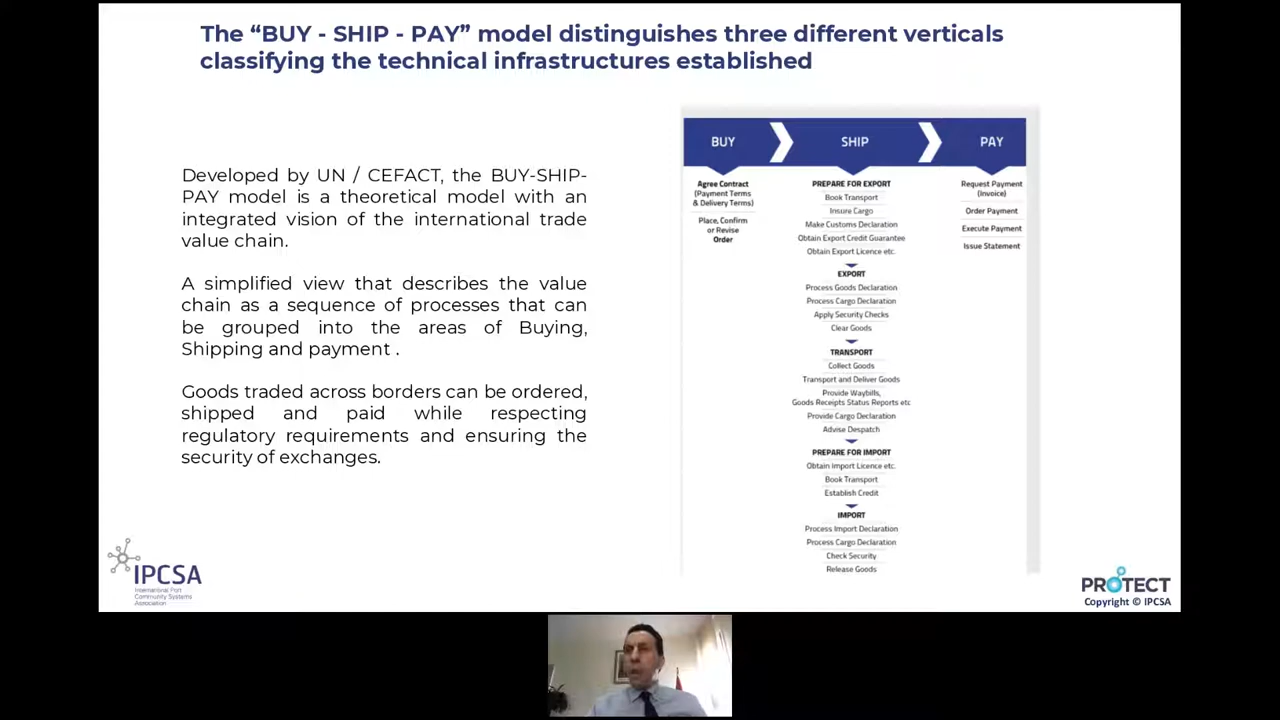 The “BUY - SHIP - PAY” model distinguishes three different verticals
classifying the technical infrastructures established
Developed by UN / CEFACT, the BUY-SHIP-
PAY model is a theoretical model with an
integrated vision of the international trade
value chain.
A simplified view that describes the value
chain as a sequence of processes that can
be grouped into the areas of Buying,
Shipping and payment .
Goods traded across borders can be ordered,
shipped and paid while respecting
regulatory requirements and ensuring the
security of exchanges.
BUY
Agree Contract
(Payment Terms
& Delivery Terms)
Place, Confirm
or Revise
Order
SHIP
PREPARE FOR EXPORT
Book Transport
Insure Cargo
Make Customs Declaration
Obtain Export Credit Guarantee
Obtain Export Licence etc.
EXPORT
Process Goods Declaration
Process Cargo Declaration
Apply Security Checks
Clear Goods
TRANSPORT
Collect Goods
Transport and Deliver Goods
Provide Waybills,
Goods Receipts Status Reports etc
Provide Cargo Declaration
Advise Despatch
PREPARE FOR IMPORT
Obtain Import Licence etc.
Book Transport
Establish Credit
IMPORT
Process Import Declaration
Process Cargo Declaration
Check Security
Release Goods
PAY
Request Payment
(Invoice)
Order Payment
Execute Payment
Issue Statement
IPCSA
International Port
Community Systems
Association
PROTECT
Copyright © IPCSA